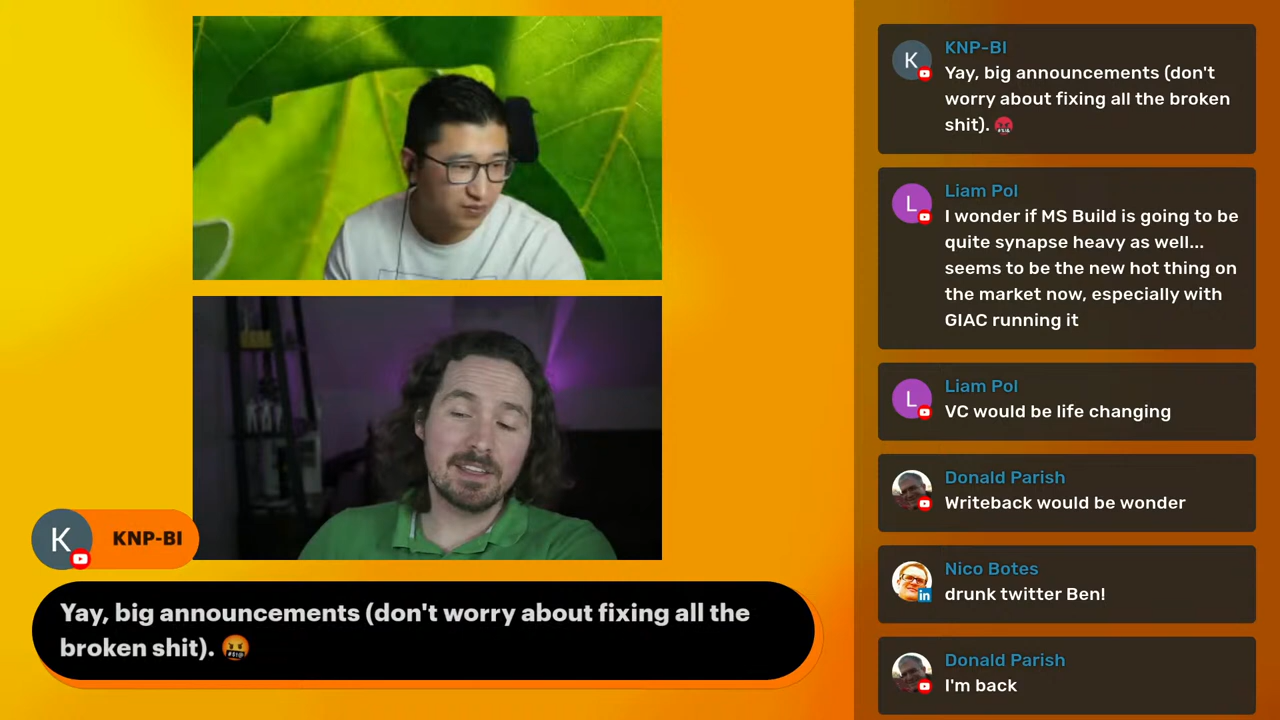 K
KNP-BI
Yay, big announcements (don't worry about fixing all the
broken shit). 🤬
K
KNP-BI
Yay, big announcements (don't
worry about fixing all the broken
shit). 🤬
L
Liam Pol
I wonder if MS Build is going to be
quite synapse heavy as well...
seems to be the new hot thing on
the market now, especially with
GIAC running it
L
Liam Pol
VC would be life changing
Donald Parish
Writeback would be wonder
Nico Botes
in
drunk twitter Ben!
Donald Parish
I'm back